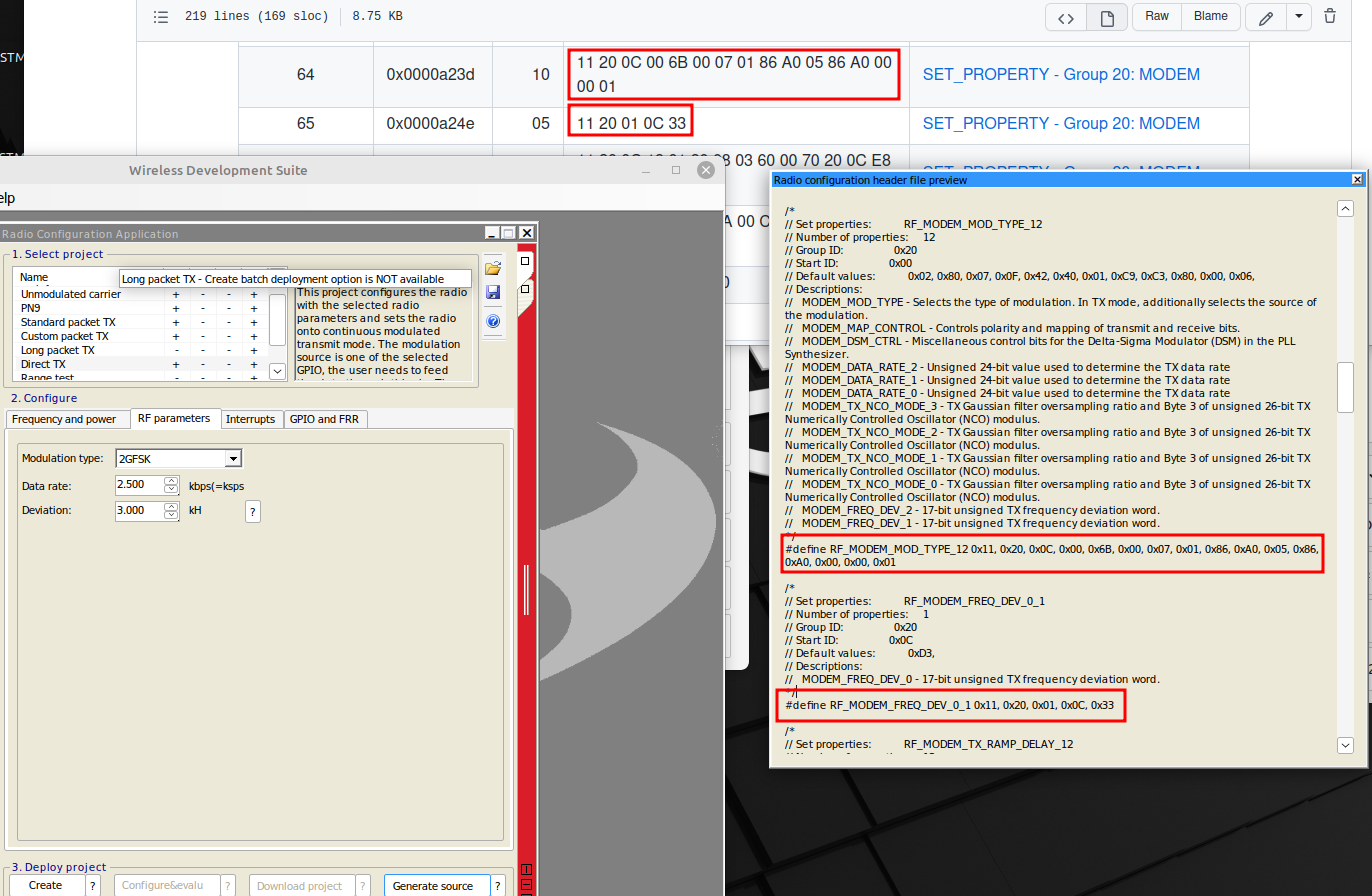 219 lines (169 sloc) 8.75 KB
Raw Blame
STM
64 0x0000a23d 10 11 20 0C 00 6B 00 07 01 86 A0 05 86 A0 00
00 01 SET_PROPERTY - Group 20: MODEM
65 0x0000a24e 05 11 20 01 0C 33 SET_PROPERTY - Group 20: MODEM
Wireless Development Suite
elp
Radio Configuration Application
1. Select project
Name
Long packet TX - Create batch deployment option is NOT available
Unmodulated carrier + - - +
PN9 + - - +
Standard packet TX + - - +
Custom packet TX + - - +
Long packet TX - - - +
Direct TX + - - +
Range test
This project configures the radio
with the selected radio
parameters and sets the radio
onto continuous modulated
transmit mode. The modulation
source is one of the selected
GPIO, the user needs to feed
2. Configure
Frequency and power RF parameters Interrupts GPIO and FRR
Modulation type: 2GFSK
Data rate: 2.500 kbps(=ksps
Deviation: 3.000 kH ?
3. Deploy project
Create ? Configure&evalu ? Download project ? Generate source ?
Radio configuration header file preview
/*
// Set properties: RF_MODEM_MOD_TYPE_12
// Number of properties: 12
// Group ID: 0x20
// Start ID: 0x00
// Default values: 0x02, 0x80, 0x07, 0x0F, 0x42, 0x40, 0x01, 0xC9, 0xC3, 0x80, 0x00, 0x06,
// Descriptions:
// MODEM_MOD_TYPE - Selects the type of modulation. In TX mode, additionally selects the source of
the modulation.
// MODEM_MAP_CONTROL - Controls polarity and mapping of transmit and receive bits.
// MODEM_DSM_CTRL - Miscellaneous control bits for the Delta-Sigma Modulator (DSM) in the PLL
Synthesizer.
// MODEM_DATA_RATE_2 - Unsigned 24-bit value used to determine the TX data rate
// MODEM_DATA_RATE_1 - Unsigned 24-bit value used to determine the TX data rate
// MODEM_DATA_RATE_0 - Unsigned 24-bit value used to determine the TX data rate
// MODEM_TX_NCO_MODE_3 - TX Gaussian filter oversampling ratio and Byte 3 of unsigned 26-bit TX
Numerically Controlled Oscillator (NCO) modulus.
// MODEM_TX_NCO_MODE_2 - TX Gaussian filter oversampling ratio and Byte 3 of unsigned 26-bit TX
Numerically Controlled Oscillator (NCO) modulus.
// MODEM_TX_NCO_MODE_1 - TX Gaussian filter oversampling ratio and Byte 3 of unsigned 26-bit TX
Numerically Controlled Oscillator (NCO) modulus.
// MODEM_TX_NCO_MODE_0 - TX Gaussian filter oversampling ratio and Byte 3 of unsigned 26-bit TX
Numerically Controlled Oscillator (NCO) modulus.
// MODEM_FREQ_DEV_2 - 17-bit unsigned TX frequency deviation word.
// MODEM_FREQ_DEV_1 - 17-bit unsigned TX frequency deviation word.
*/
#define RF_MODEM_MOD_TYPE_12 0x11, 0x20, 0x0C, 0x00, 0x6B, 0x00, 0x07, 0x01, 0x86, 0xA0, 0x05, 0x86,
0xA0, 0x00, 0x00, 0x01
/*
// Set properties: RF_MODEM_FREQ_DEV_0_1
// Number of properties: 1
// Group ID: 0x20
// Start ID: 0x0C
// Default values: 0xD3,
// Descriptions:
// MODEM_FREQ_DEV_0 - 17-bit unsigned TX frequency deviation word.
*/
#define RF_MODEM_FREQ_DEV_0_1 0x11, 0x20, 0x01, 0x0C, 0x33
/*
// Set properties: RF_MODEM_TX_RAMP_DELAY_12